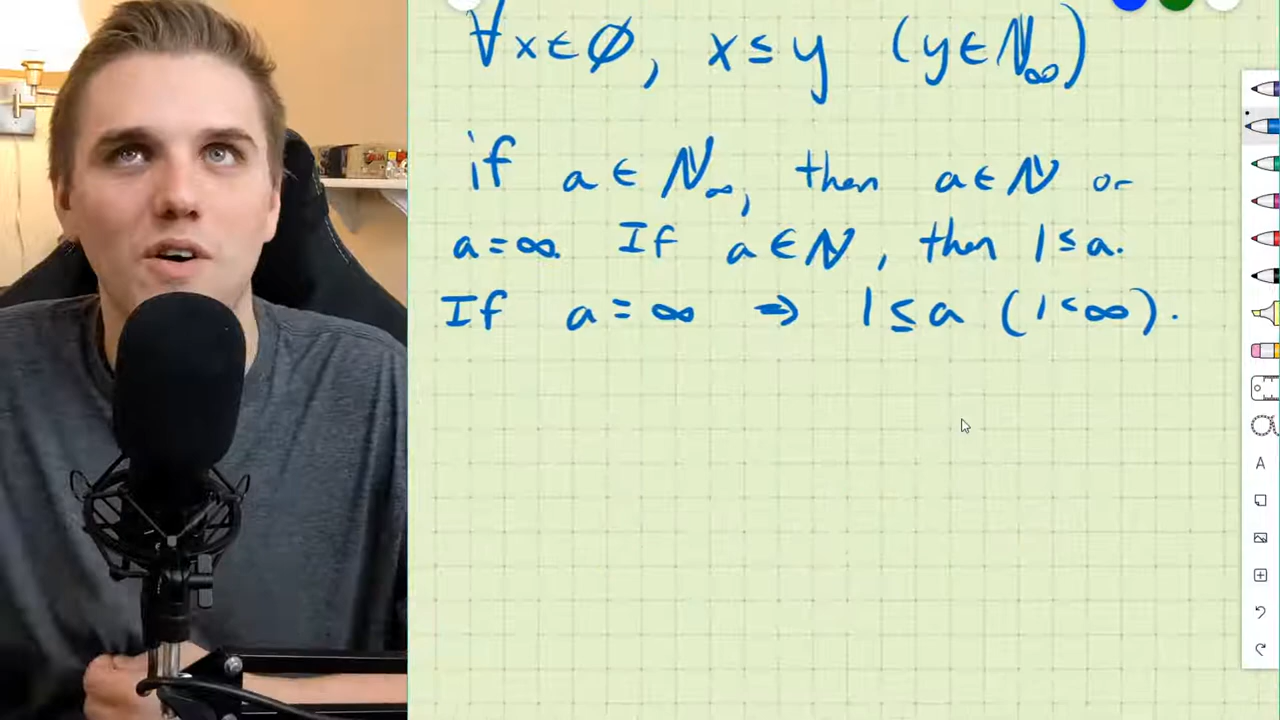 ∀x∈∅, x≤y (y∈ℕ∞)
if a∈ℕ∞, then a∈ℕ or
a=∞. If a∈ℕ, then 1≤a.
If a=∞ ⇒ 1≤a (1<∞).
A